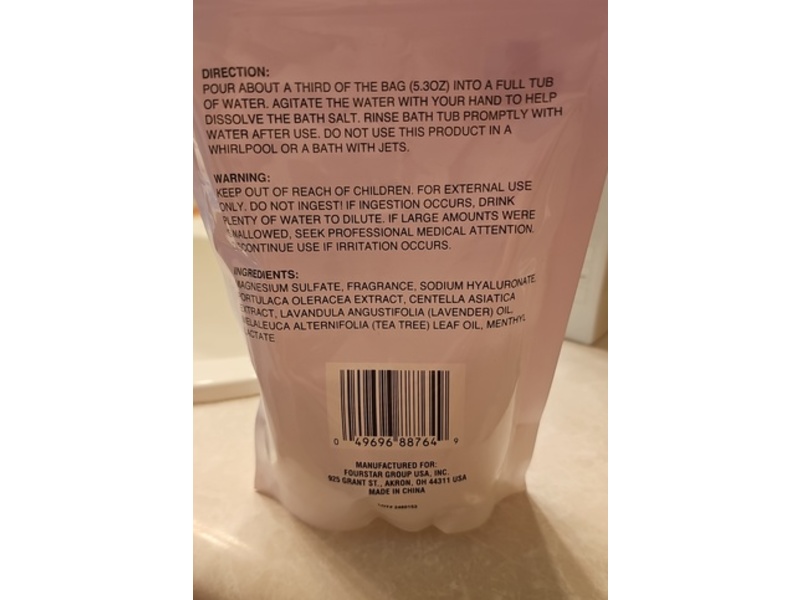 DIRECTION:
POUR ABOUT A THIRD OF THE BAG (5.3OZ) INTO A FULL TUB
OF WATER. AGITATE THE WATER WITH YOUR HAND TO HELP
DISSOLVE THE BATH SALT. RINSE BATH TUB PROMPTLY WITH
WATER AFTER USE. DO NOT USE THIS PRODUCT IN A
WHIRLPOOL OR A BATH WITH JETS.
WARNING:
KEEP OUT OF REACH OF CHILDREN. FOR EXTERNAL USE
ONLY. DO NOT INGEST! IF INGESTION OCCURS, DRINK
PLENTY OF WATER TO DILUTE. IF LARGE AMOUNTS WERE
SWALLOWED, SEEK PROFESSIONAL MEDICAL ATTENTION.
SCONTINUE USE IF IRRITATION OCCURS.
INGREDIENTS:
MAGNESIUM SULFATE, FRAGRANCE, SODIUM HYALURONATE,
PORTULACA OLERACEA EXTRACT, CENTELLA ASIATICA
EXTRACT, LAVANDULA ANGUSTIFOLIA (LAVENDER) OIL,
MELALEUCA ALTERNIFOLIA (TEA TREE) LEAF OIL, MENTHYL
LACTATE
0 49696 88764 9
MANUFACTURED FOR:
FOURSTAR GROUP USA, INC.
925 GRANT ST., AKRON, OH 44311 USA
MADE IN CHINA